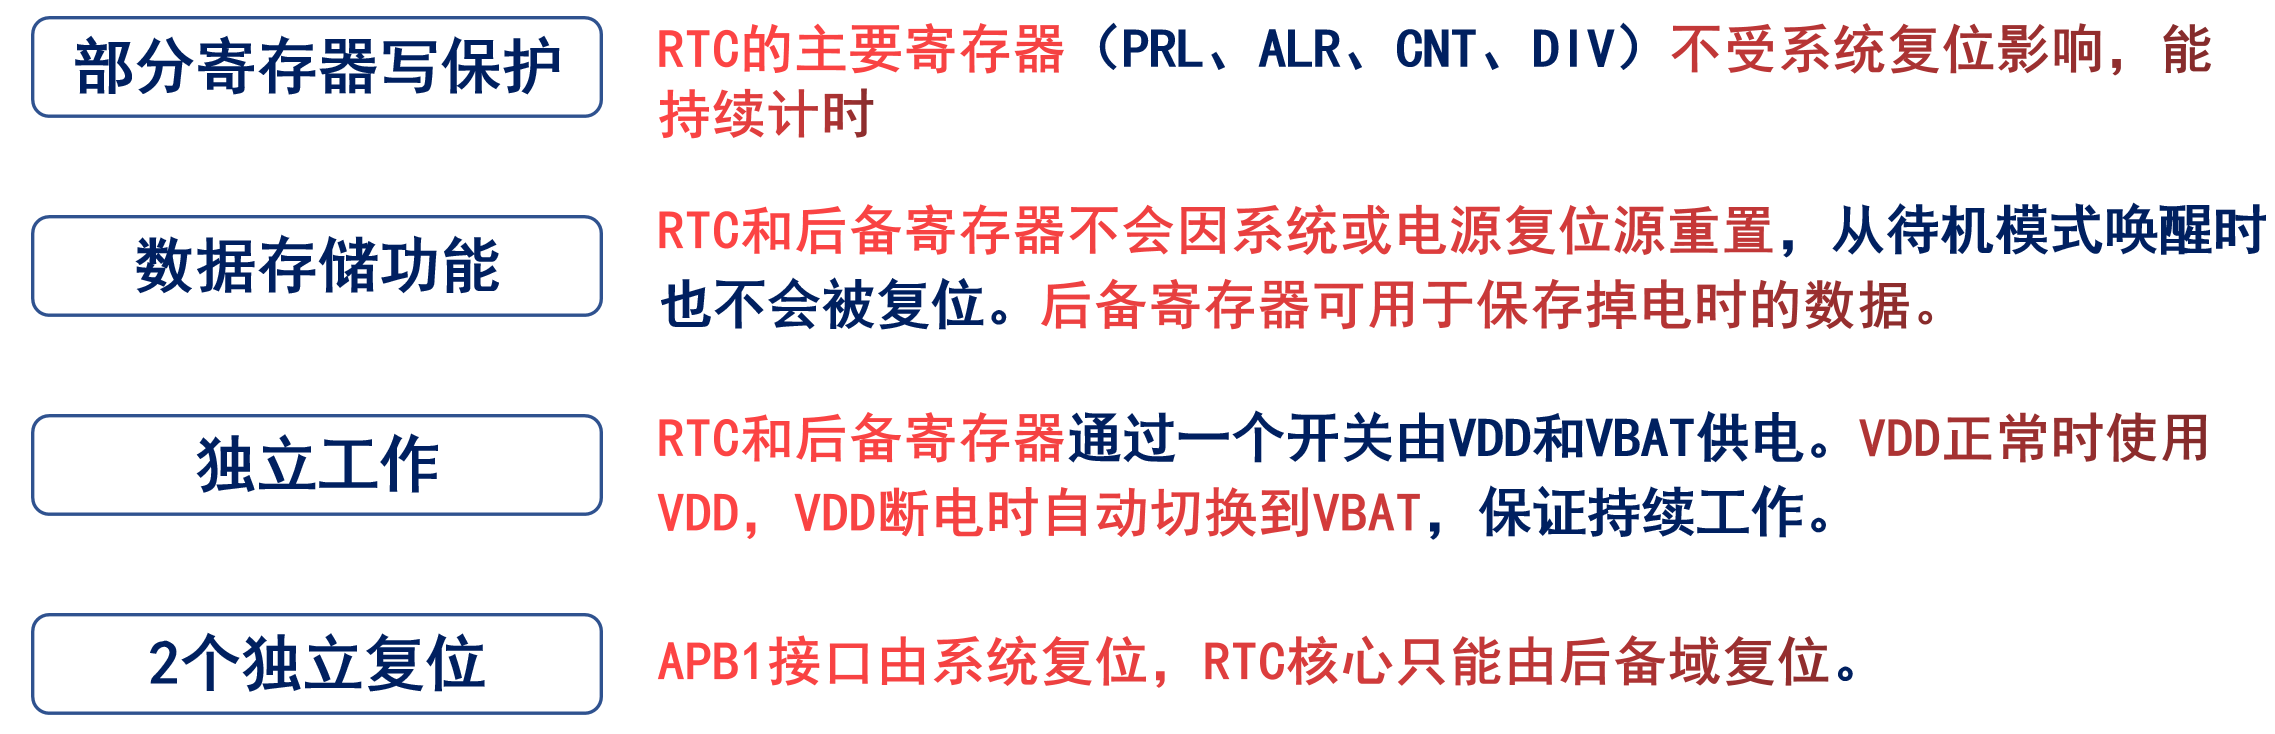 部分寄存器写保护
RTC的主要寄存器（PRL、ALR、CNT、DIV）不受系统复位影响，能
持续计时
数据存储功能
RTC和后备寄存器不会因系统或电源复位源重置，从待机模式唤醒时
也不会被复位。后备寄存器可用于保存掉电时的数据。
独立工作
RTC和后备寄存器通过一个开关由VDD和VBAT供电。VDD正常时使用
VDD，VDD断电时自动切换到VBAT，保证持续工作。
2个独立复位
APB1接口由系统复位，RTC核心只能由后备域复位。